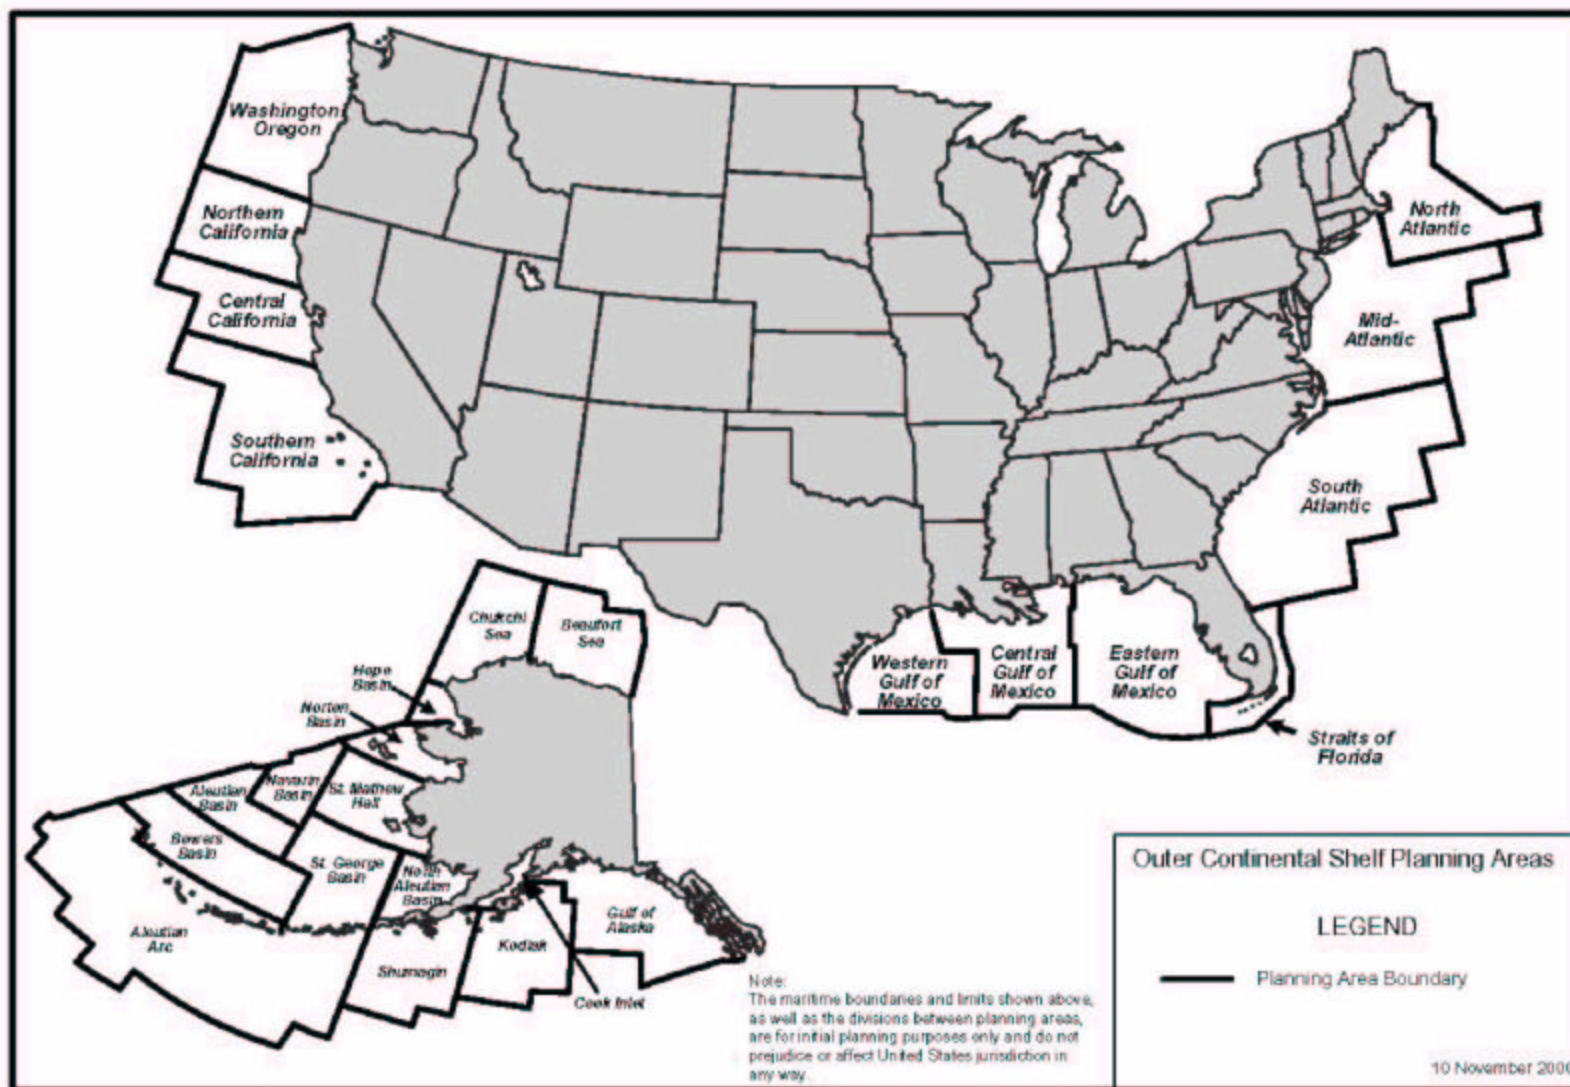 Washington
Oregon
Northern
California
Central
California
Southern
California
North
Atlantic
Mid-
Atlantic
South
Atlantic
Western
Gulf of
Mexico
Central
Gulf of
Mexico
Eastern
Gulf of
Mexico
Straits of
Florida
Chukchi
Sea
Beaufort
Sea
Hope
Basin
Norton
Basin
Navarin
Basin
Aleutian
Basin
St. Mathew
Hall
Bowers
Basin
St. George
Basin
North
Aleutian
Basin
Aleutian
Arc
Shumagin
Kodiak
Gulf of
Alaska
Cook Inlet
Note:
The maritime boundaries and limits shown above,
as well as the divisions between planning areas,
are for initial planning purposes only and do not
prejudice or affect United States jurisdiction in
any way.
Outer Continental Shelf Planning Areas
LEGEND
Planning Area Boundary
10 November